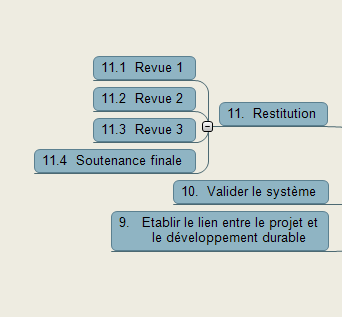 11.1 Revue 1
11.2 Revue 2
11.3 Revue 3
11.4 Soutenance finale
11. Restitution
10. Valider le système
9. Etablir le lien entre le projet et
le développement durable